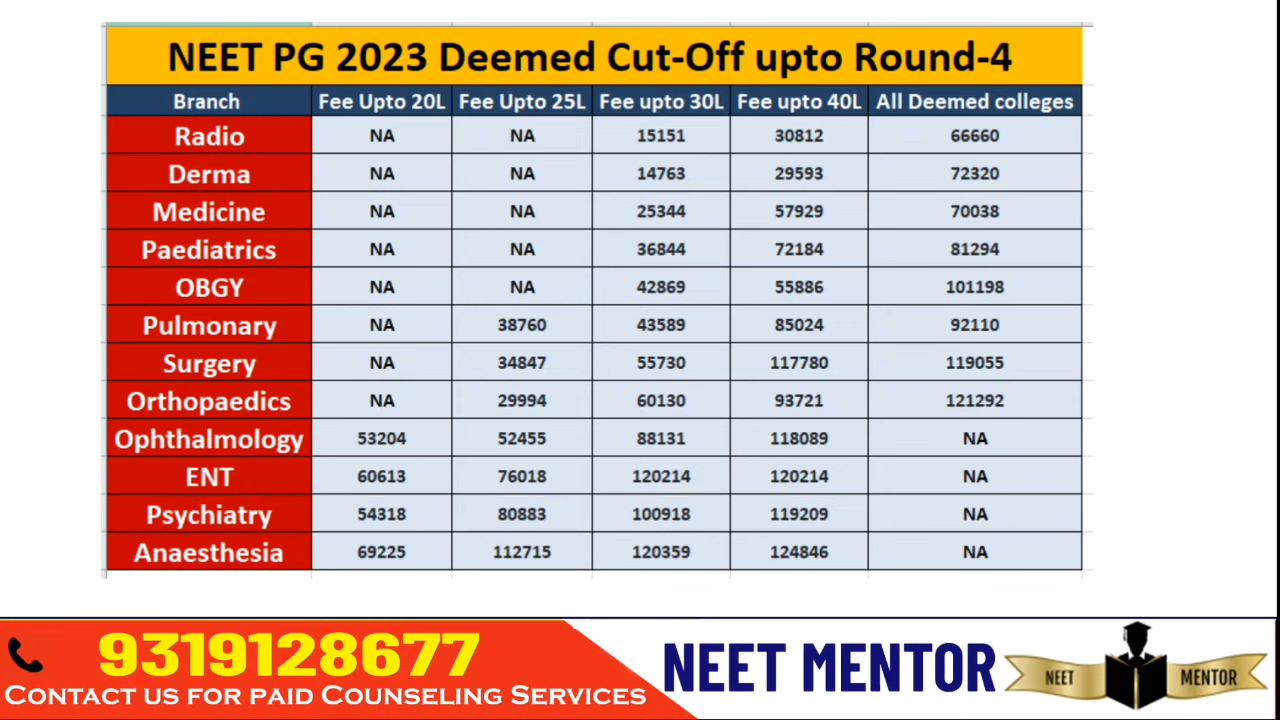 NEET PG 2023 Deemed Cut-Off upto Round-4
Branch Fee Upto 20L Fee Upto 25L Fee upto 30L Fee upto 40L All Deemed colleges
Radio NA NA 15151 30812 66660
Derma NA NA 14763 29593 72320
Medicine NA NA 25344 57929 70038
Paediatrics NA NA 36844 72184 81294
OBGY NA NA 42869 55886 101198
Pulmonary NA 38760 43589 85024 92110
Surgery NA 34847 55730 117780 119055
Orthopaedics NA 29994 60130 93721 121292
Ophthalmology 53204 52455 88131 118089 NA
ENT 60613 76018 120214 120214 NA
Psychiatry 54318 80883 100918 119209 NA
Anaesthesia 69225 112715 120359 124846 NA
9319128677
Contact us for paid Counseling Services
NEET MENTOR
NEET MENTOR